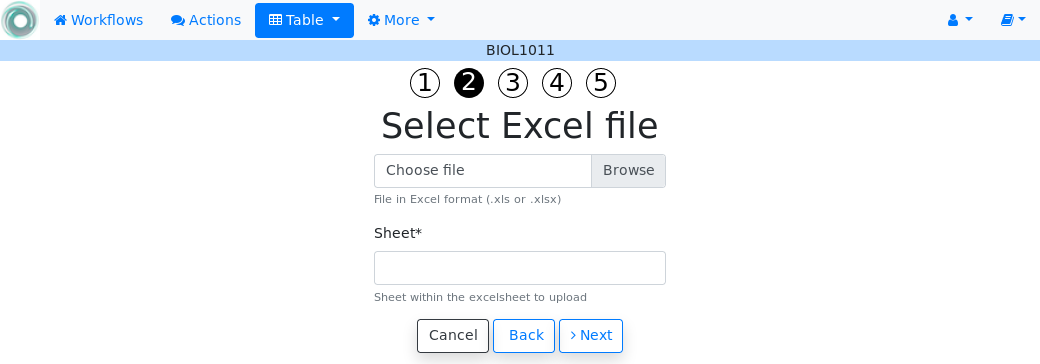 Workflows Actions Table More
BIOL1011
1 2 3 4 5
Select Excel file
Choose file Browse
File in Excel format (.xls or .xlsx)
Sheet*
Sheet within the excelsheet to upload
Cancel Back Next